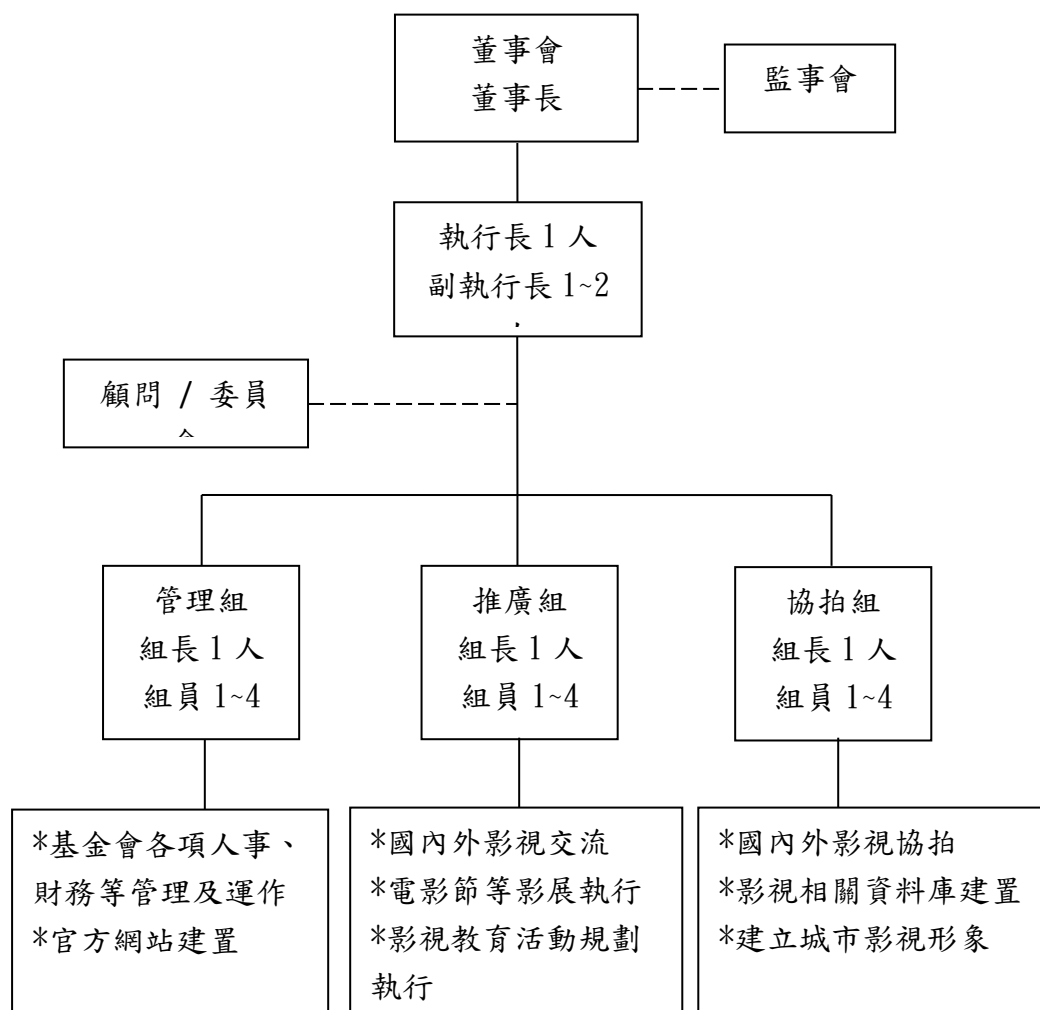 董事會
董事長
監事會
執行長 1 人
副執行長 1~2
顧問 / 委員
管理組
組長 1 人
組員 1~4
推廣組
組長 1 人
組員 1~4
協拍組
組長 1 人
組員 1~4
*基金會各項人事、
財務等管理及運作
*官方網站建置
*國內外影視交流
*電影節等影展執行
*影視教育活動規劃
執行
*國內外影視協拍
*影視相關資料庫建置
*建立城市影視形象